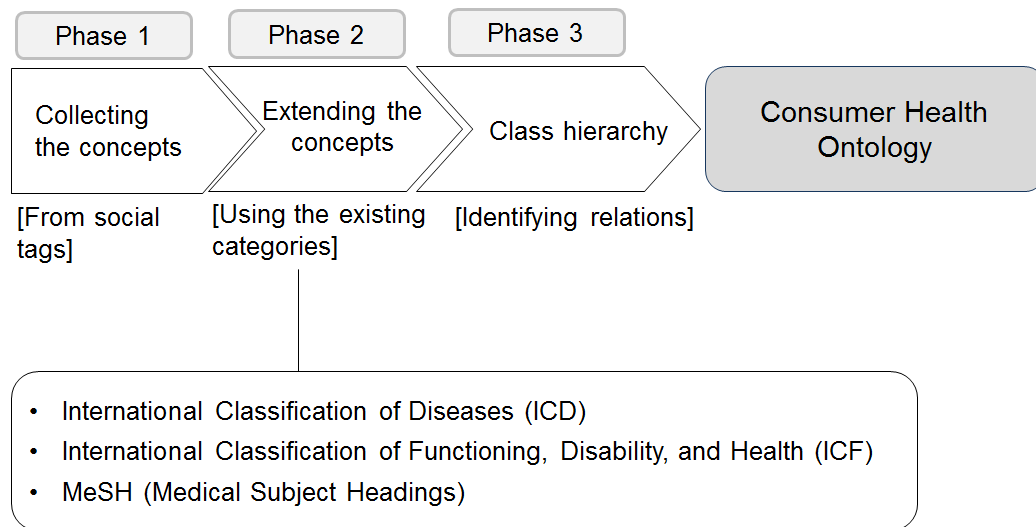 Phase 1
Phase 2
Phase 3
Collecting
the concepts
Extending the
concepts
Class hierarchy
Consumer Health
Ontology
[From social
tags]
[Using the existing
categories]
[Identifying relations]
• International Classification of Diseases (ICD)
• International Classification of Functioning, Disability, and Health (ICF)
• MeSH (Medical Subject Headings)